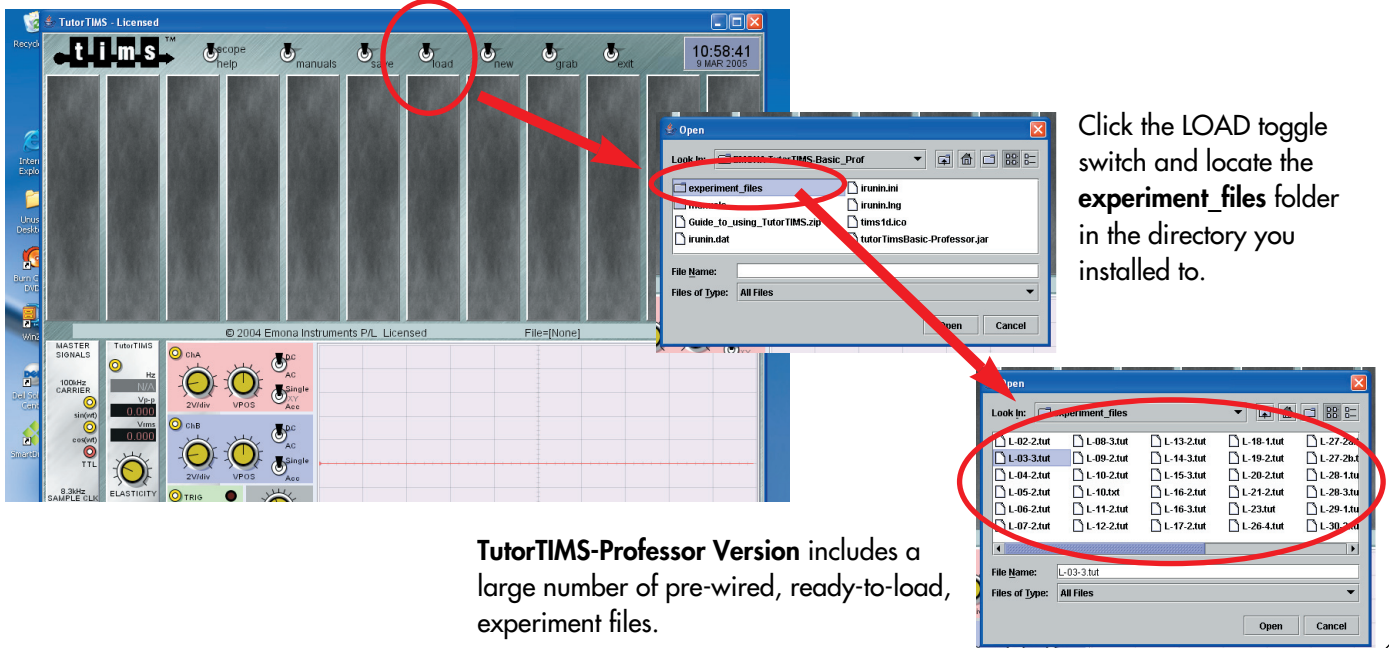 TutorTIMS - Licensed
tims TM
scope
help
manuals
save
load
new
grab
exit
10:58:41
9 MAR 2005
© 2004 Emona Instruments P/L Licensed
File=[None]
MASTER
SIGNALS
100kHz
CARRIER
sin(wt)
cos(wt)
TTL
8.3kHz
SAMPLE CLK
TutorTIMS
Hz
N/A
Vp-p
0.000
Vrms
0.000
ELASTICITY
ChA
2V/div
VPOS
DC
AC
Single
XY
Acc
ChB
2V/div
VPOS
DC
AC
Single
Acc
TRIG
Open
Look In:
EMONA-TutorTIMS-Basic_Prof
experiment_files
manuals
Guide_to_using_TutorTIMS.zip
irunin.dat
irunin.ini
irunin.lng
tims1d.ico
tutorTimsBasic-Professor.jar
File Name:
Files of Type: All Files
Open Cancel
Click the LOAD toggle
switch and locate the
experiment_files folder
in the directory you
installed to.
Open
Look In: experiment_files
L-02-2.tut L-08-3.tut L-13-2.tut L-18-1.tut L-27-2a.t
L-03-3.tut L-09-2.tut L-14-3.tut L-19-2.tut L-27-2b.t
L-04-2.tut L-10-2.tut L-15-3.tut L-20-2.tut L-28-1.tu
L-05-2.tut L-10.txt L-16-2.tut L-21-2.tut L-28-3.tu
L-06-2.tut L-11-2.tut L-16-3.tut L-23.tut L-29-1.tu
L-07-2.tut L-12-2.tut L-17-2.tut L-26-4.tut
File Name: L-03-3.tut
Files of Type: All Files
Open Cancel
TutorTIMS-Professor Version includes a
large number of pre-wired, ready-to-load,
experiment files.